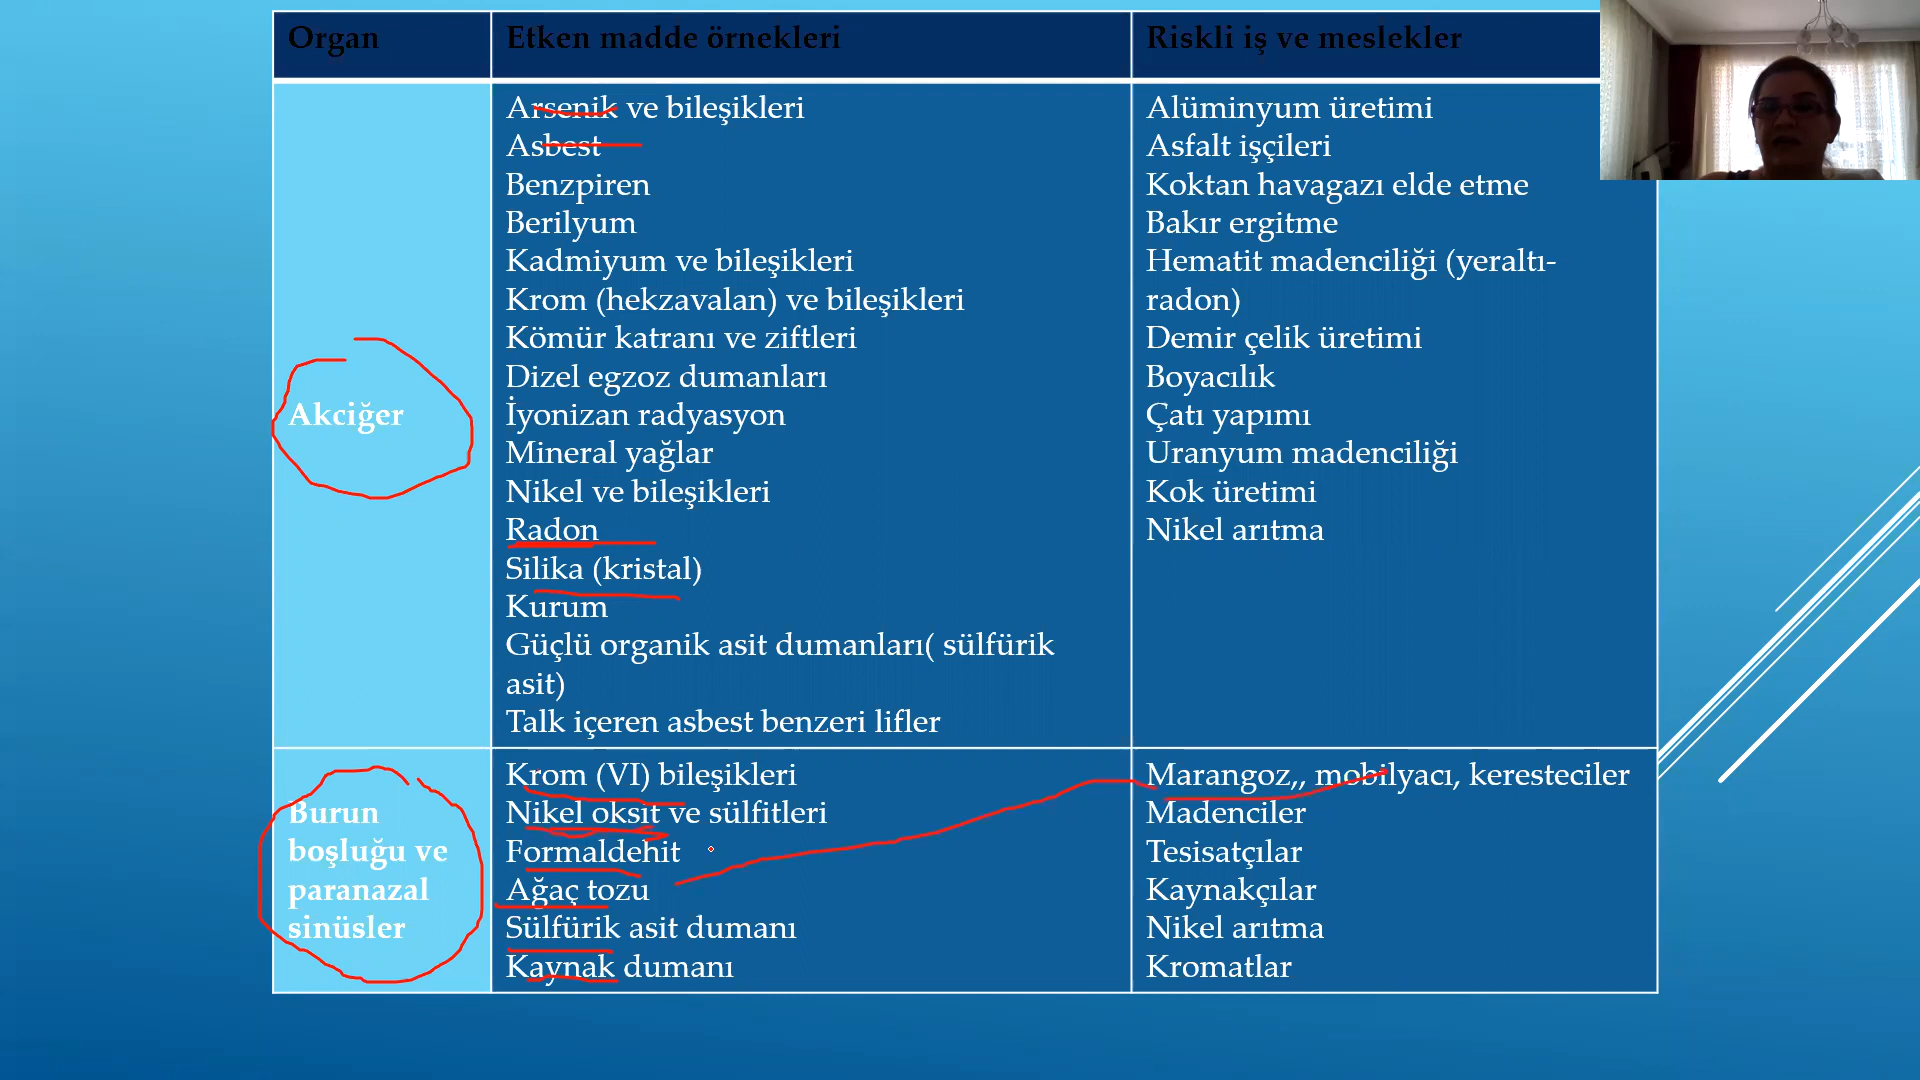 Organ
Etken madde örnekleri
Riskli iş ve meslekler
Akciğer
Arsenik ve bileşikleri
Asbest
Benzpiren
Berilyum
Kadmiyum ve bileşikleri
Krom (hekzavalan) ve bileşikleri
Kömür katranı ve ziftleri
Dizel egzoz dumanları
İyonizan radyasyon
Mineral yağlar
Nikel ve bileşikleri
Radon
Silika (kristal)
Kurum
Güçlü organik asit dumanları( sülfürik
asit)
Talk içeren asbest benzeri lifler
Alüminyum üretimi
Asfalt işçileri
Koktan havagazı elde etme
Bakır ergitme
Hematit madenciliği (yeraltı-
radon)
Demir çelik üretimi
Boyacılık
Çatı yapımı
Uranyum madenciliği
Kok üretimi
Nikel arıtma
Burun
boşluğu ve
paranazal
sinüsler
Krom (VI) bileşikleri
Nikel oksit ve sülfitleri
Formaldehit
Ağaç tozu
Sülfürik asit dumanı
Kaynak dumanı
Marangoz,, mobilyacı, keresteciler
Madenciler
Tesisatçılar
Kaynakçılar
Nikel arıtma
Kromatlar